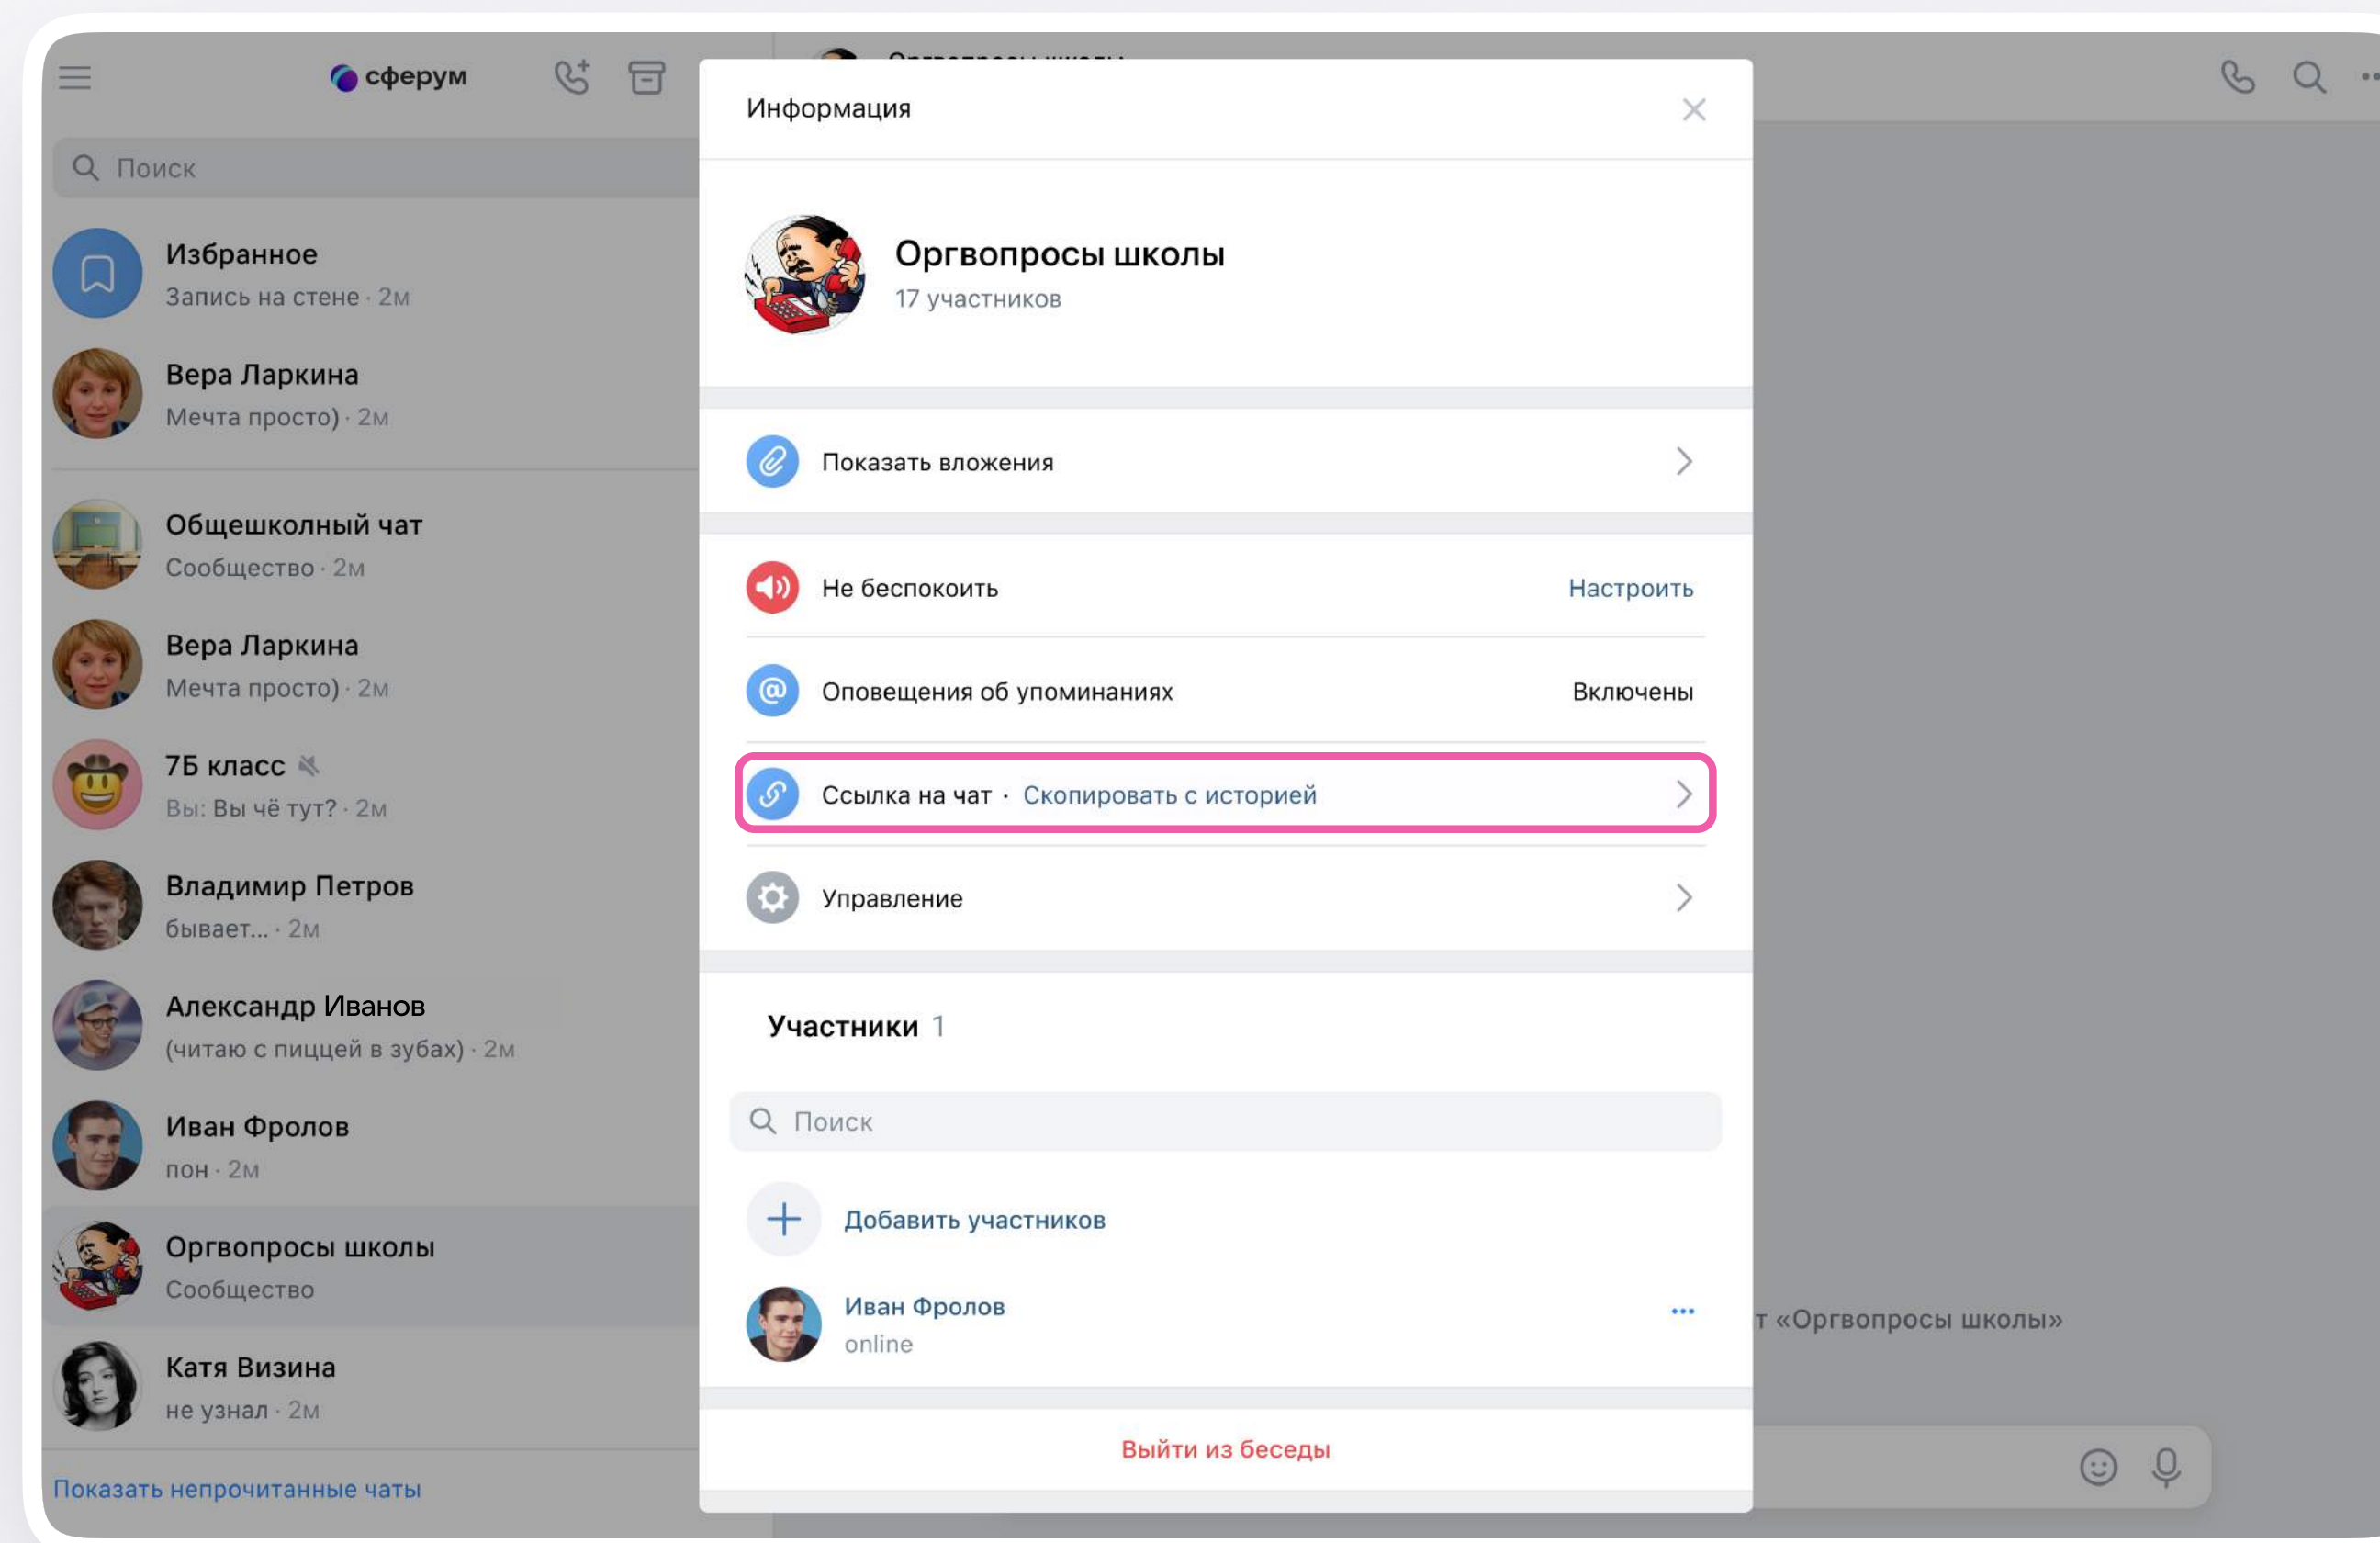 сферум
Поиск
Избранное
Запись на стене · 2м
Вера Ларкина
Мечта просто) · 2м
Общешколный чат
Сообщество · 2м
Вера Ларкина
Мечта просто) · 2м
7Б класс
Вы: Вы чё тут? · 2м
Владимир Петров
бывает... · 2м
Александр Иванов
(читаю с пиццей в зубах) · 2м
Иван Фролов
пон · 2м
Оргвопросы школы
Сообщество
Катя Визина
не узнал · 2м
Показать непрочитанные чаты
Оргвопросы школы
Информация
Оргвопросы школы
17 участников
Показать вложения
Не беспокоить Настроить
Оповещения об упоминаниях Включены
Ссылка на чат · Скопировать с историей
Управление
Участники 1
Поиск
Добавить участников
Иван Фролов
online
Выйти из беседы
т «Оргвопросы школы»